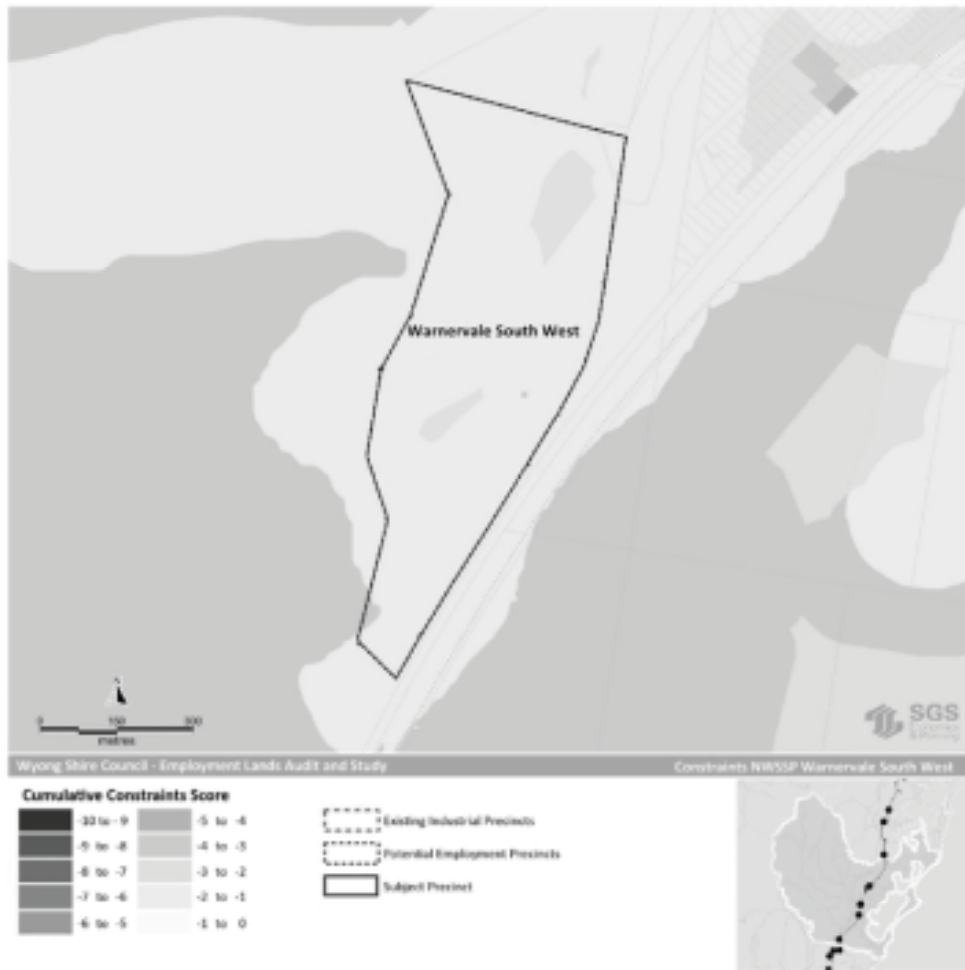 Warnervale South West
0 150 300
metres
SGS
Economics
& Planning
Wyong Shire Council - Employment Lands Audit and Study
Constraints NWSSP Warnervale South West
Cumulative Constraints Score
-10 to - 9
-9 to -8
-8 to -7
-7 to -6
-6 to -5
-5 to -4
-4 to -3
-3 to -2
-2 to -1
-1 to 0
Existing Industrial Precincts
Potential Employment Precincts
Subject Precinct